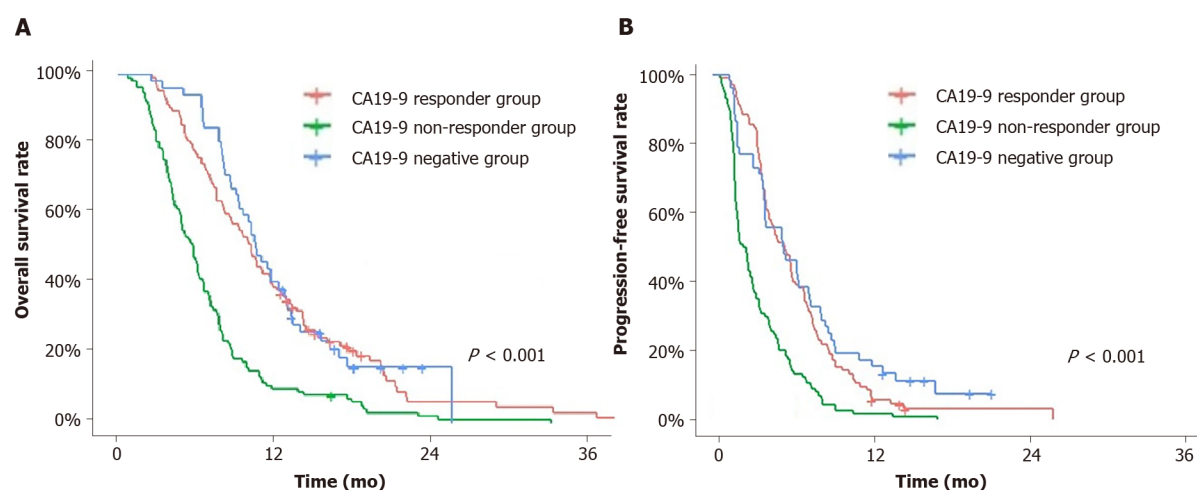 A
Overall survival rate
100%
80%
60%
40%
20%
0%
CA19-9 responder group
CA19-9 non-responder group
CA19-9 negative group
P < 0.001
0
12
24
36
Time (mo)
B
Progression-free survival rate
100%
80%
60%
40%
20%
0%
CA19-9 responder group
CA19-9 non-responder group
CA19-9 negative group
P < 0.001
0
12
24
36
Time (mo)